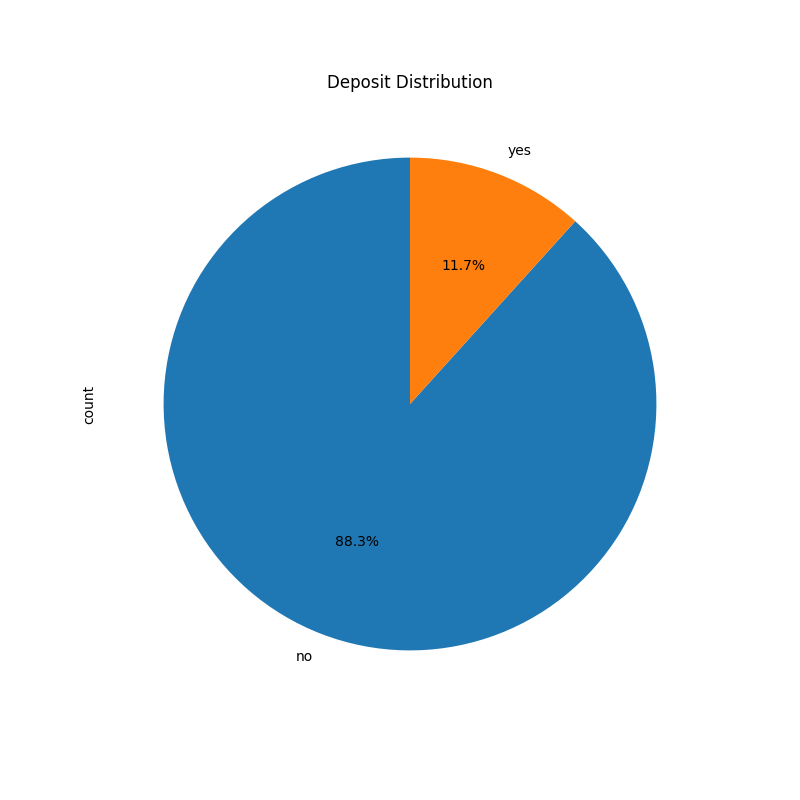 Deposit Distribution
yes
11.7%
count
88.3%
no